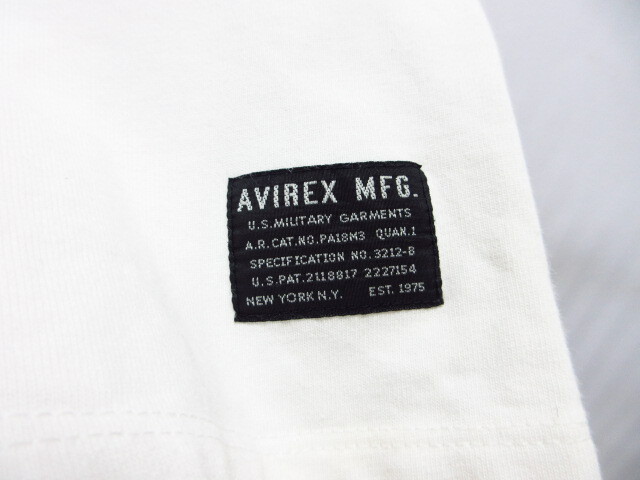 AVIREX MFG.
U.S.MILITARY GARMENTS
A.R.CAT.NO.PA18M3 QUAN.1
SPECIFICATION NO.3212-B
U.S.PAT.2118817 2227154
NEW YORK N.Y. EST. 1975